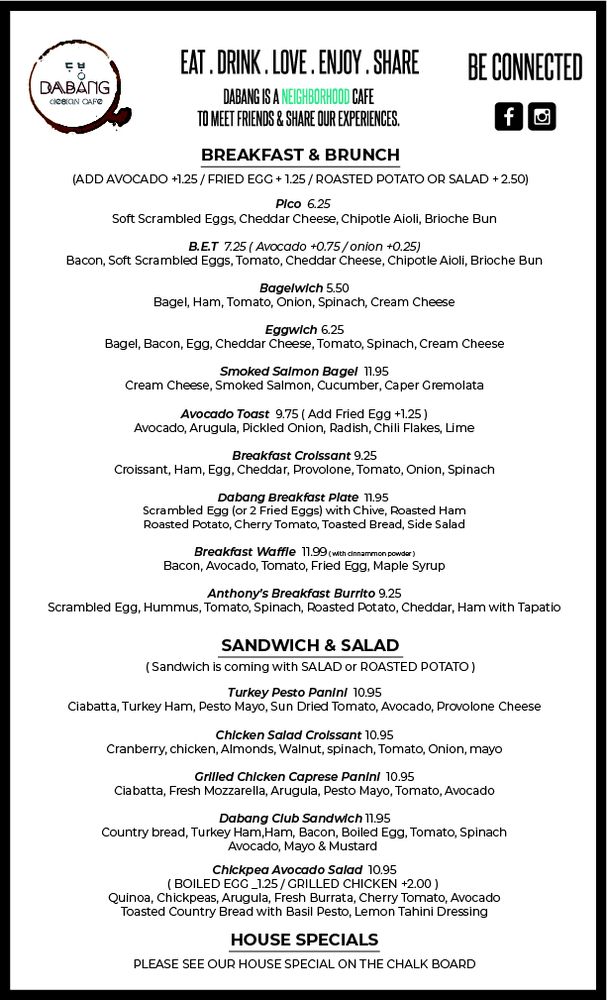 EAT . DRINK . LOVE . ENJOY . SHARE
BE CONNECTED
DABANG
DESIGN CAFE
DABANG IS A NEIGHBORHOOD CAFE
TO MEET FRIENDS & SHARE OUR EXPERIENCES.
BREAKFAST & BRUNCH
(ADD AVOCADO +1.25 / FRIED EGG + 1.25 / ROASTED POTATO OR SALAD + 2.50)
Pico 6.25
Soft Scrambled Eggs, Cheddar Cheese, Chipotle Aioli, Brioche Bun
B.E.T 7.25 ( Avocado +0.75 / onion +0.25)
Bacon, Soft Scrambled Eggs, Tomato, Cheddar Cheese, Chipotle Aioli, Brioche Bun
Bagelwich 5.50
Bagel, Ham, Tomato, Onion, Spinach, Cream Cheese
Eggwich 6.25
Bagel, Bacon, Egg, Cheddar Cheese, Tomato, Spinach, Cream Cheese
Smoked Salmon Bagel 11.95
Cream Cheese, Smoked Salmon, Cucumber, Caper Gremolata
Avocado Toast 9.75 ( Add Fried Egg +1.25 )
Avocado, Arugula, Pickled Onion, Radish, Chili Flakes, Lime
Breakfast Croissant 9.25
Croissant, Ham, Egg, Cheddar, Provolone, Tomato, Onion, Spinach
Dabang Breakfast Plate 11.95
Scrambled Egg (or 2 Fried Eggs) with Chive, Roasted Ham
Roasted Potato, Cherry Tomato, Toasted Bread, Side Salad
Breakfast Waffle 11.99 ( with cinnammon powder )
Bacon, Avocado, Tomato, Fried Egg, Maple Syrup
Anthony's Breakfast Burrito 9.25
Scrambled Egg, Hummus, Tomato, Spinach, Roasted Potato, Cheddar, Ham with Tapatio
SANDWICH & SALAD
( Sandwich is coming with SALAD or ROASTED POTATO )
Turkey Pesto Panini 10.95
Ciabatta, Turkey Ham, Pesto Mayo, Sun Dried Tomato, Avocado, Provolone Cheese
Chicken Salad Croissant 10.95
Cranberry, chicken, Almonds, Walnut, spinach, Tomato, Onion, mayo
Grilled Chicken Caprese Panini 10.95
Ciabatta, Fresh Mozzarella, Arugula, Pesto Mayo, Tomato, Avocado
Dabang Club Sandwich 11.95
Country bread, Turkey Ham,Ham, Bacon, Boiled Egg, Tomato, Spinach
Avocado, Mayo & Mustard
Chickpea Avocado Salad 10.95
( BOILED EGG _1.25 / GRILLED CHICKEN +2.00 )
Quinoa, Chickpeas, Arugula, Fresh Burrata, Cherry Tomato, Avocado
Toasted Country Bread with Basil Pesto, Lemon Tahini Dressing
HOUSE SPECIALS
PLEASE SEE OUR HOUSE SPECIAL ON THE CHALK BOARD